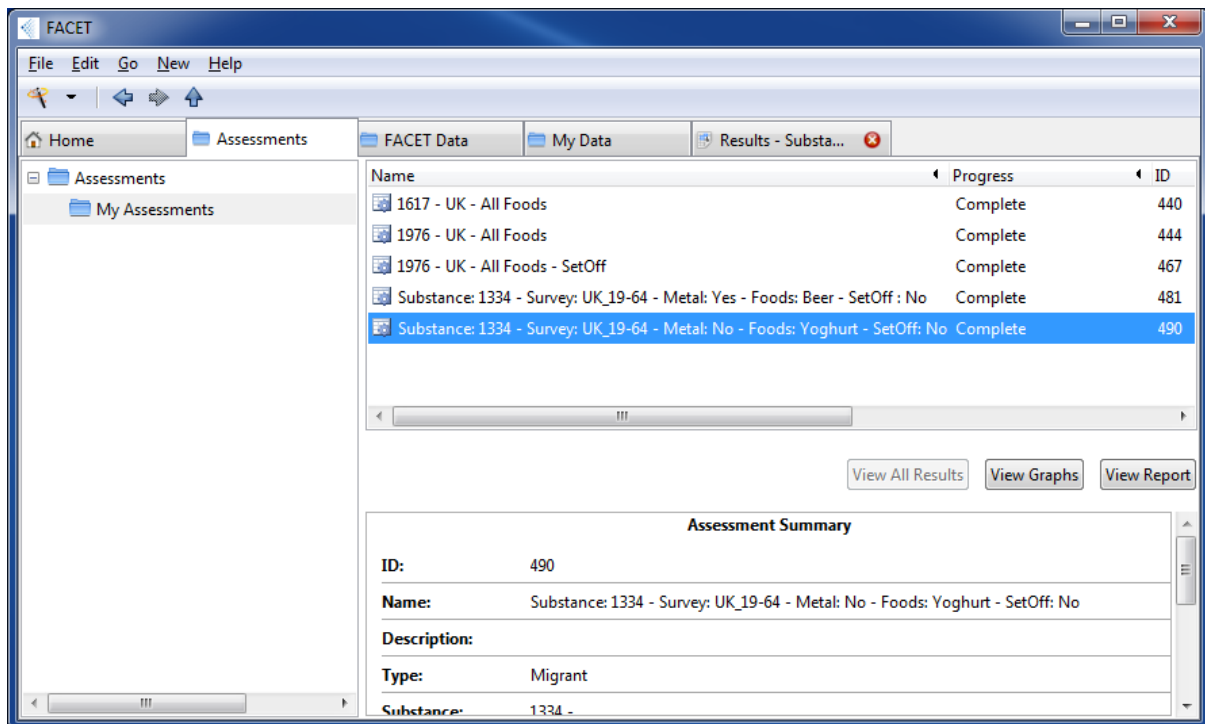 FACET
File Edit Go New Help
Home Assessments FACET Data My Data Results - Substa...
Assessments
My Assessments
Name Progress ID
1617 - UK - All Foods Complete 440
1976 - UK - All Foods Complete 444
1976 - UK - All Foods - SetOff Complete 467
Substance: 1334 - Survey: UK_19-64 - Metal: Yes - Foods: Beer - SetOff : No Complete 481
Substance: 1334 - Survey: UK_19-64 - Metal: No - Foods: Yoghurt - SetOff: No Complete 490
View All Results View Graphs View Report
Assessment Summary
ID: 490
Name: Substance: 1334 - Survey: UK_19-64 - Metal: No - Foods: Yoghurt - SetOff: No
Description:
Type: Migrant
Substance: 1334 -